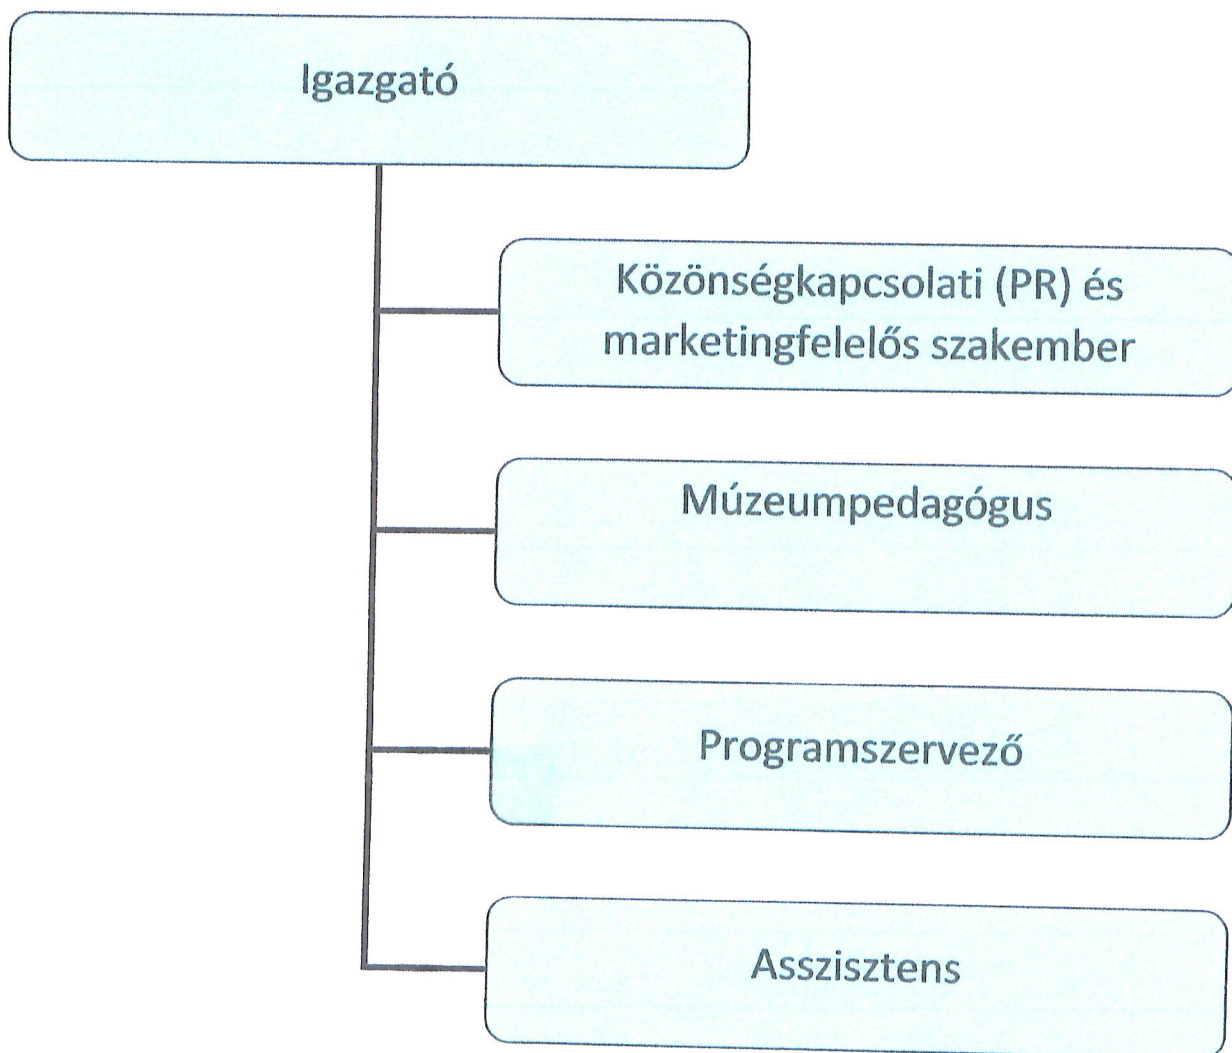 Igazgató
Közönségkapcsolati (PR) és
marketingfelelős szakember
Múzeumpedagógus
Programszervező
Asszisztens